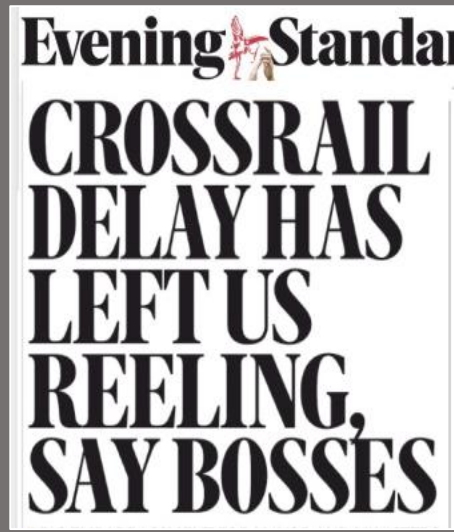 Evening Standar
CROSSRAIL
DELAY HAS
LEFT US
REELING,
SAY BOSSES